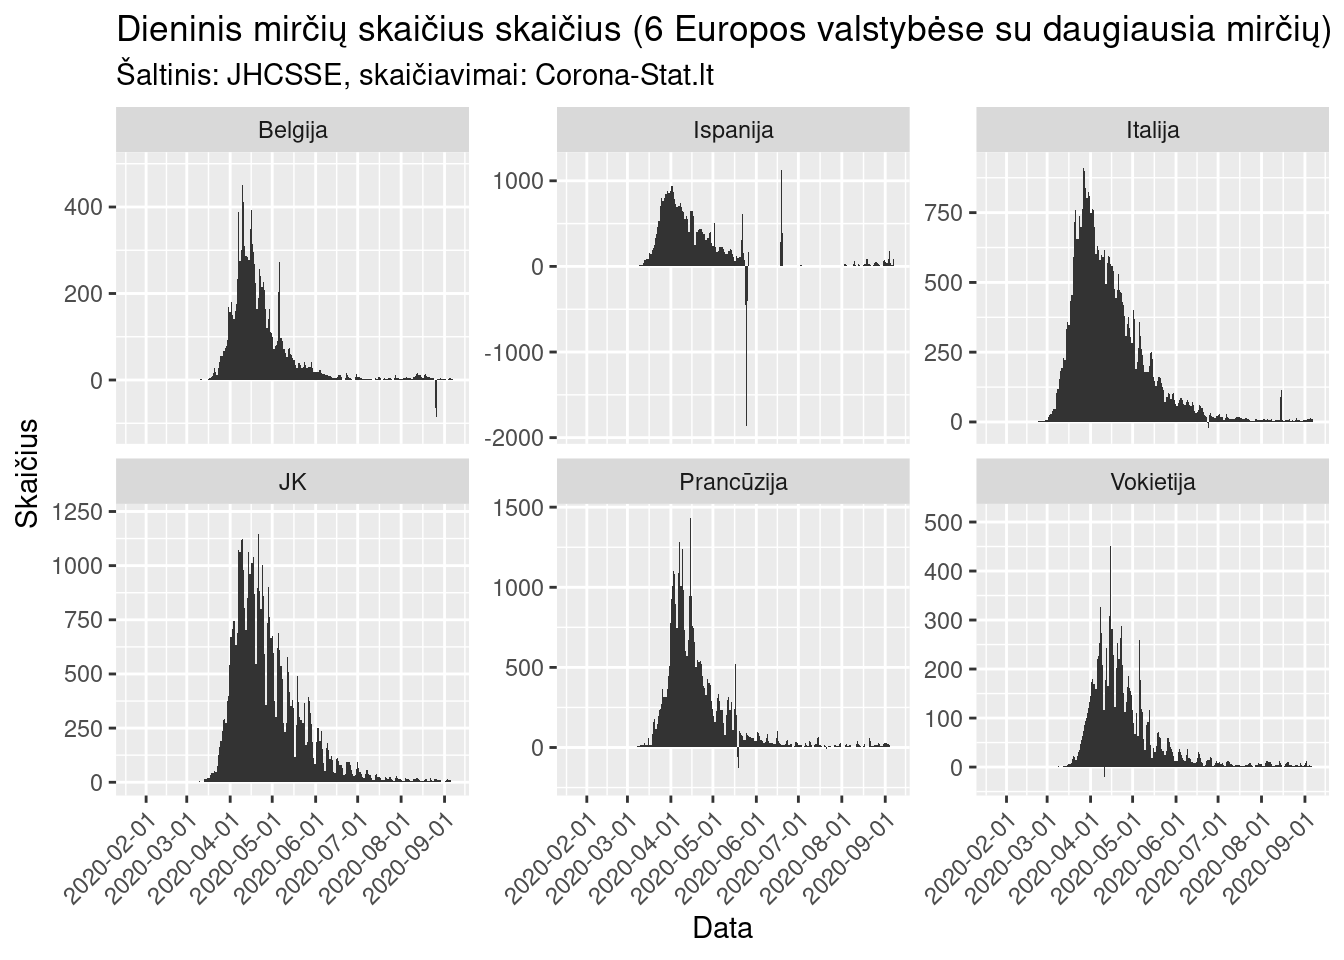 Dieninis mirčių skaičius skaičius (6 Europos valstybėse su daugiausia mirčių)
Šaltinis: JHCSSE, skaičiavimai: Corona-Stat.lt
Skaičius
Belgija
400
200
0
Ispanija
1000
0
-1000
-2000
Italija
750
500
250
0
JK
1250
1000
750
500
250
0
Prancūzija
1500
1000
500
0
Vokietija
500
400
300
200
100
0
2020-02-01 2020-03-01 2020-04-01 2020-05-01 2020-06-01 2020-07-01 2020-08-01 2020-09-01
2020-02-01 2020-03-01 2020-04-01 2020-05-01 2020-06-01 2020-07-01 2020-08-01 2020-09-01
2020-02-01 2020-03-01 2020-04-01 2020-05-01 2020-06-01 2020-07-01 2020-08-01 2020-09-01
Data